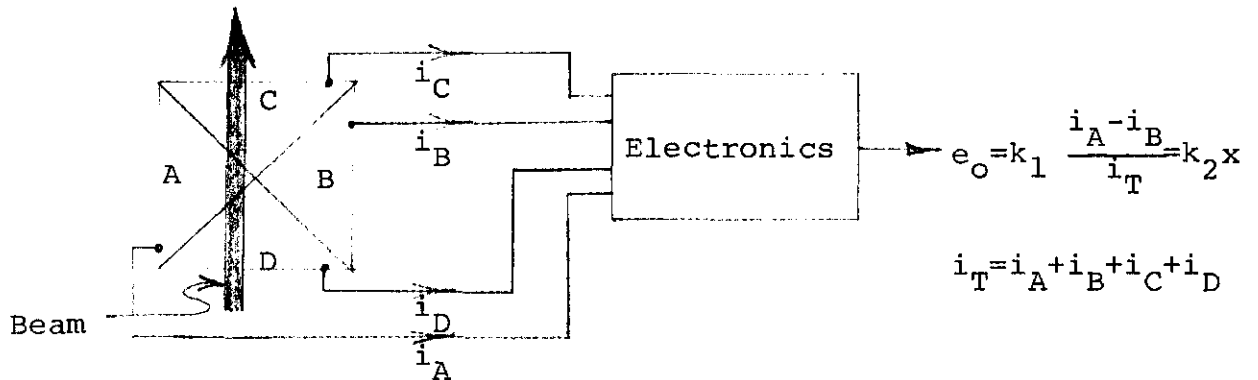 C
A
B
D
Beam
i_C
i_B
i_D
i_A
Electronics
e_o=k_1 (i_A-i_B)/i_T=k_2x
i_T=i_A+i_B+i_C+i_D